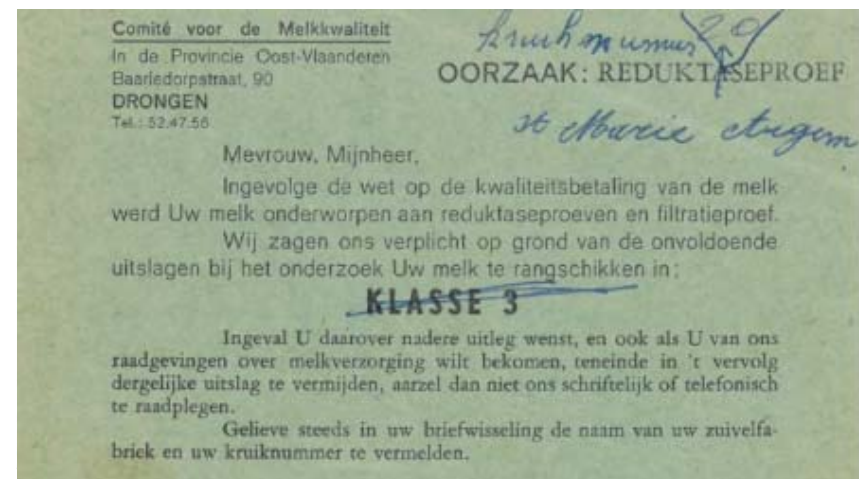 Comité voor de Melkkwaliteit
In de Provincie Oost-Vlaanderen
Baarledorpstraat, 90
DRONGEN
Tel.: 52.47.56
kruiknummer 29
OORZAAK: REDUKTASEPROEF
st Marie
Mevrouw, Mijnheer,
Ingevolge de wet op de kwaliteitsbetaling van de melk
werd Uw melk onderworpen aan reduktaseproeven en filtratieproef.
Wij zagen ons verplicht op grond van de onvoldoende
uitslagen bij het onderzoek Uw melk te rangschikken in:
KLASSE 3
Ingeval U daarover nadere uitleg wenst, en ook als U van ons
raadgevingen over melkverzorging wilt bekomen, teneinde in 't vervolg
dergelijke uitslag te vermijden, aarzel dan niet ons schriftelijk of telefonisch
te raadplegen.
Gelieve steeds in uw briefwisseling de naam van uw zuivelfa-
briek en uw kruiknummer te vermelden.